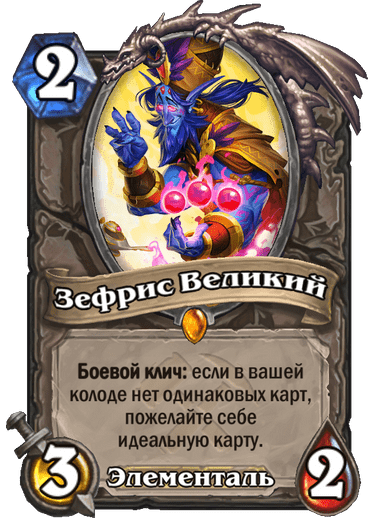 2
Зефрис Великий
Боевой клич: если в вашей
колоде нет одинаковых карт,
пожелайте себе
идеальную карту.
3
Элементаль
2